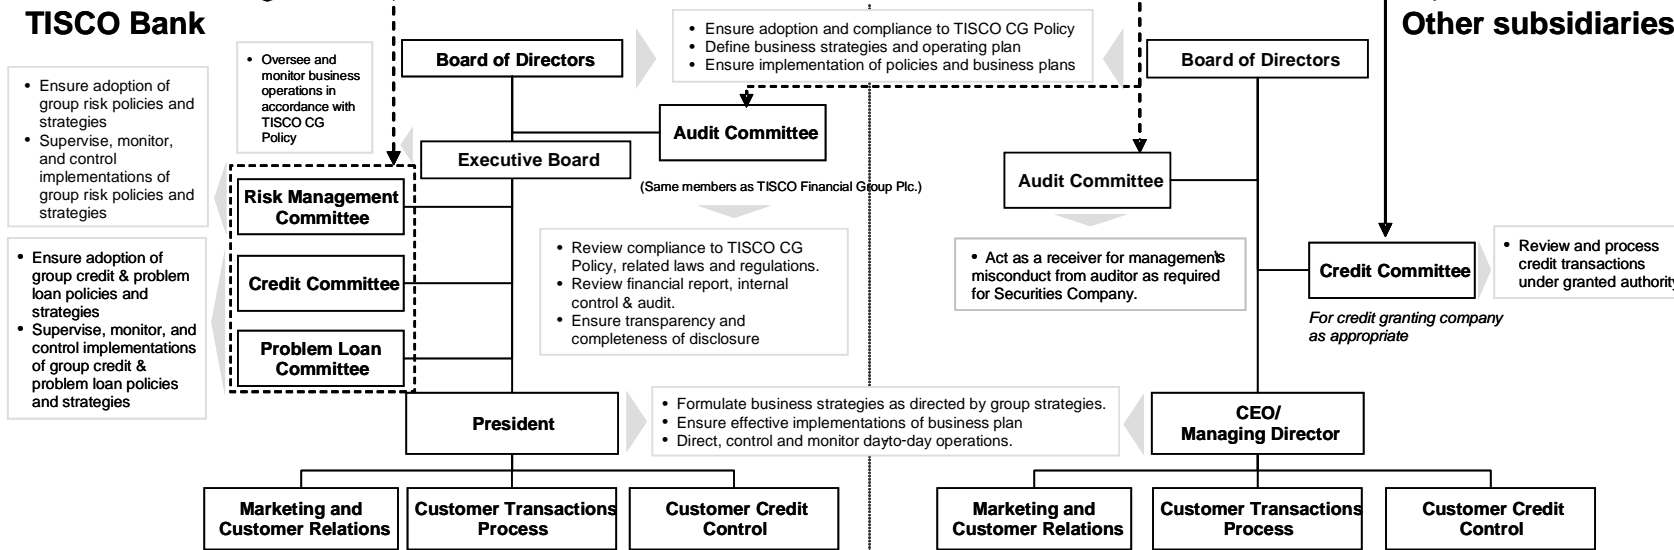 TISCO Bank
Other subsidiaries
• Ensure adoption and compliance to TISCO CG Policy
• Define business strategies and operating plan
• Ensure implementation of policies and business plans
• Oversee and
monitor business
operations in
accordance with
TISCO CG
Policy
Board of Directors
Board of Directors
• Ensure adoption of
group risk policies and
strategies
• Supervise, monitor,
and control
implementations of
group risk policies and
strategies
Audit Committee
Executive Board
(Same members as TISCO Financial Group Plc.)
Audit Committee
Risk Management
Committee
• Ensure adoption of
group credit & problem
loan policies and
strategies
• Supervise, monitor, and
control implementations
of group credit &
problem loan policies
and strategies
Credit Committee
Problem Loan
Committee
• Review compliance to TISCO CG
Policy, related laws and regulations.
• Review financial report, internal
control & audit.
• Ensure transparency and
completeness of disclosure
• Act as a receiver for management's
misconduct from auditor as required
for Securities Company.
Credit Committee
For credit granting company
as appropriate
• Review and process
credit transactions
under granted authority
President
• Formulate business strategies as directed by group strategies.
• Ensure effective implementations of business plan
• Direct, control and monitor day-to-day operations.
CEO/
Managing Director
Marketing and
Customer Relations
Customer Transactions
Process
Customer Credit
Control
Marketing and
Customer Relations
Customer Transactions
Process
Customer Credit
Control